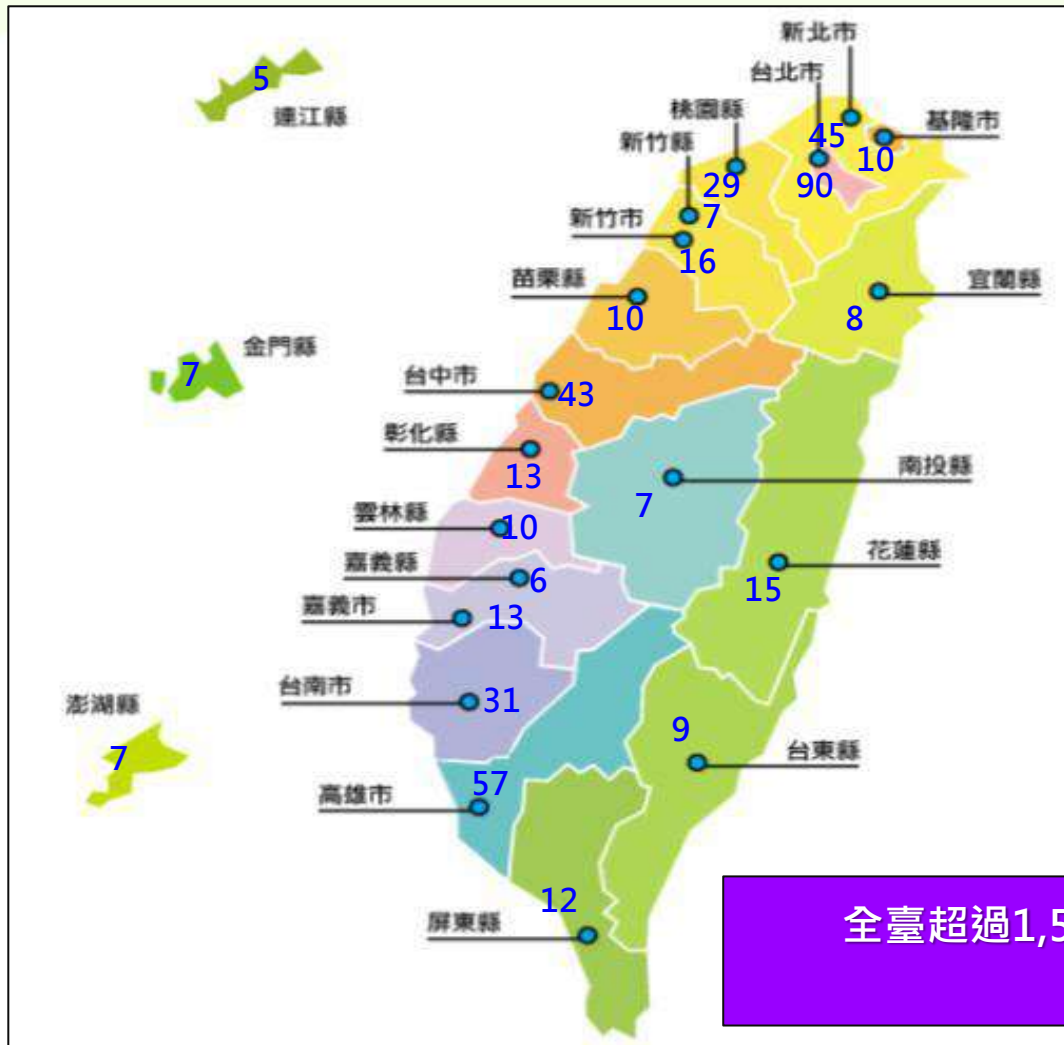 新北市
台北市
5
連江縣
桃園縣
45
基隆市
10
新竹縣
29
90
7
新竹市
16
苗栗縣
10
宜蘭縣
8
金門縣
7
台中市
43
彰化縣
13
南投縣
7
雲林縣
10
嘉義縣
6
花蓮縣
15
嘉義市
13
台南市
31
澎湖縣
7
9
台東縣
高雄市
57
12
屏東縣
全臺超過1,5